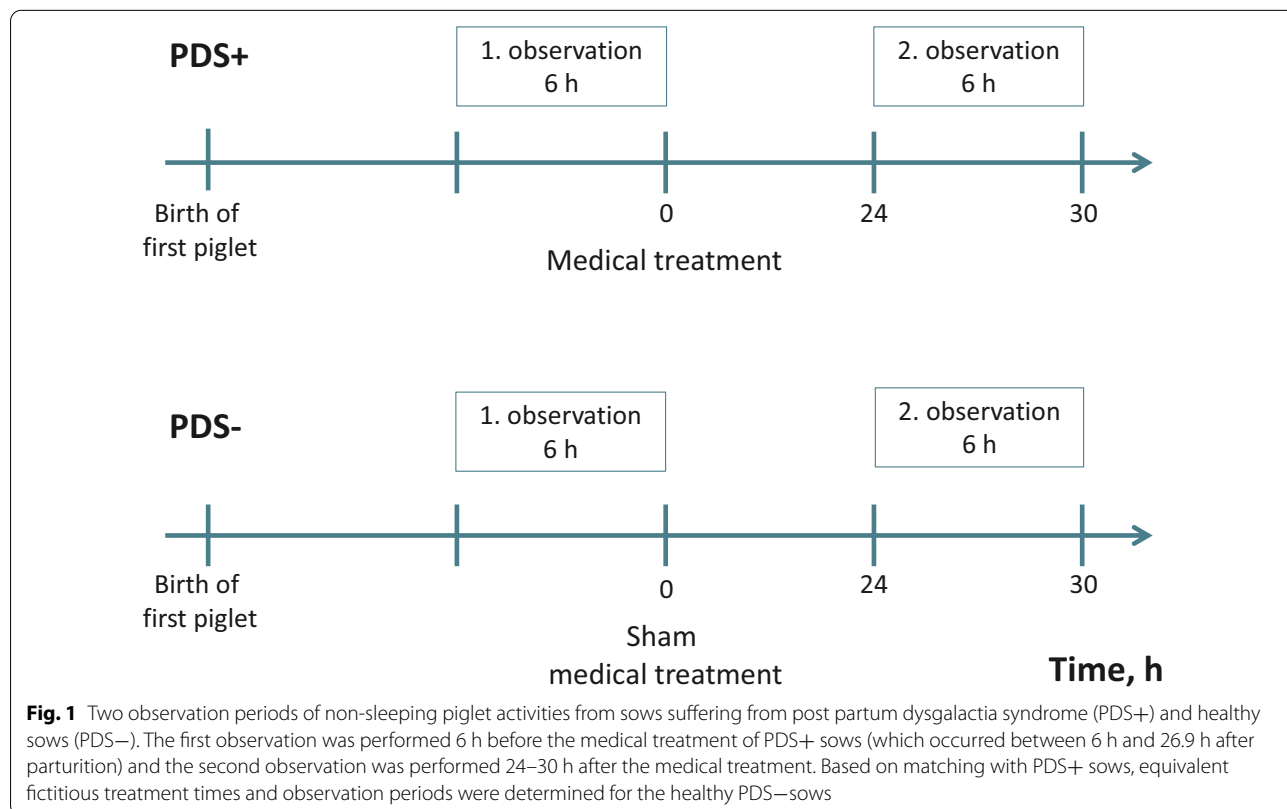 PDS+
1. observation
6 h
2. observation
6 h
Birth of
first piglet
0
24
30
Medical treatment
PDS-
1. observation
6 h
2. observation
6 h
Birth of
first piglet
0
24
30
Sham
medical treatment
Time, h
Fig. 1 Two observation periods of non-sleeping piglet activities from sows suffering from post partum dysgalactia syndrome (PDS+) and healthy
sows (PDS−). The first observation was performed 6 h before the medical treatment of PDS+ sows (which occurred between 6 h and 26.9 h after
parturition) and the second observation was performed 24–30 h after the medical treatment. Based on matching with PDS+ sows, equivalent
fictitious treatment times and observation periods were determined for the healthy PDS−sows